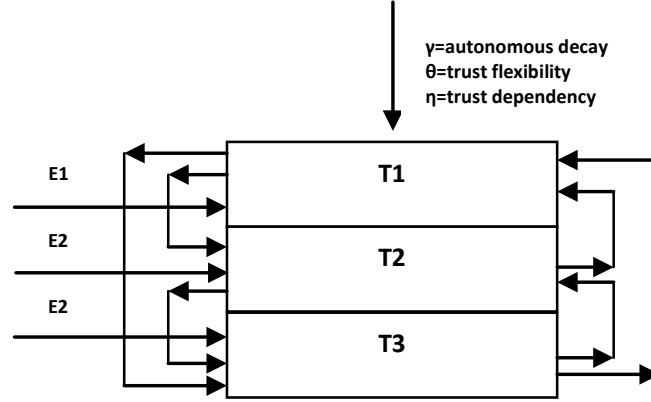 γ=autonomous decay
θ=trust flexibility
η=trust dependency
E1
T1
E2
T2
E2
T3